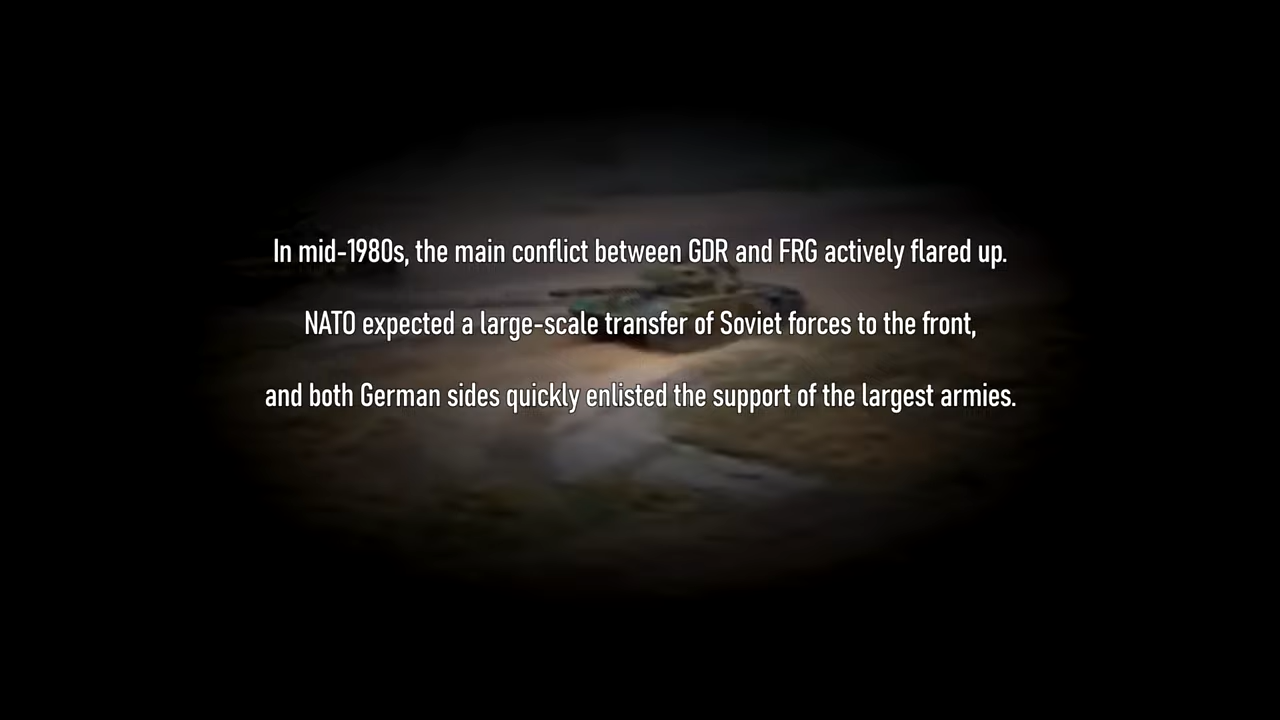 In mid-1980s, the main conflict between GDR and FRG actively flared up.
NATO expected a large-scale transfer of Soviet forces to the front,
and both German sides quickly enlisted the support of the largest armies.